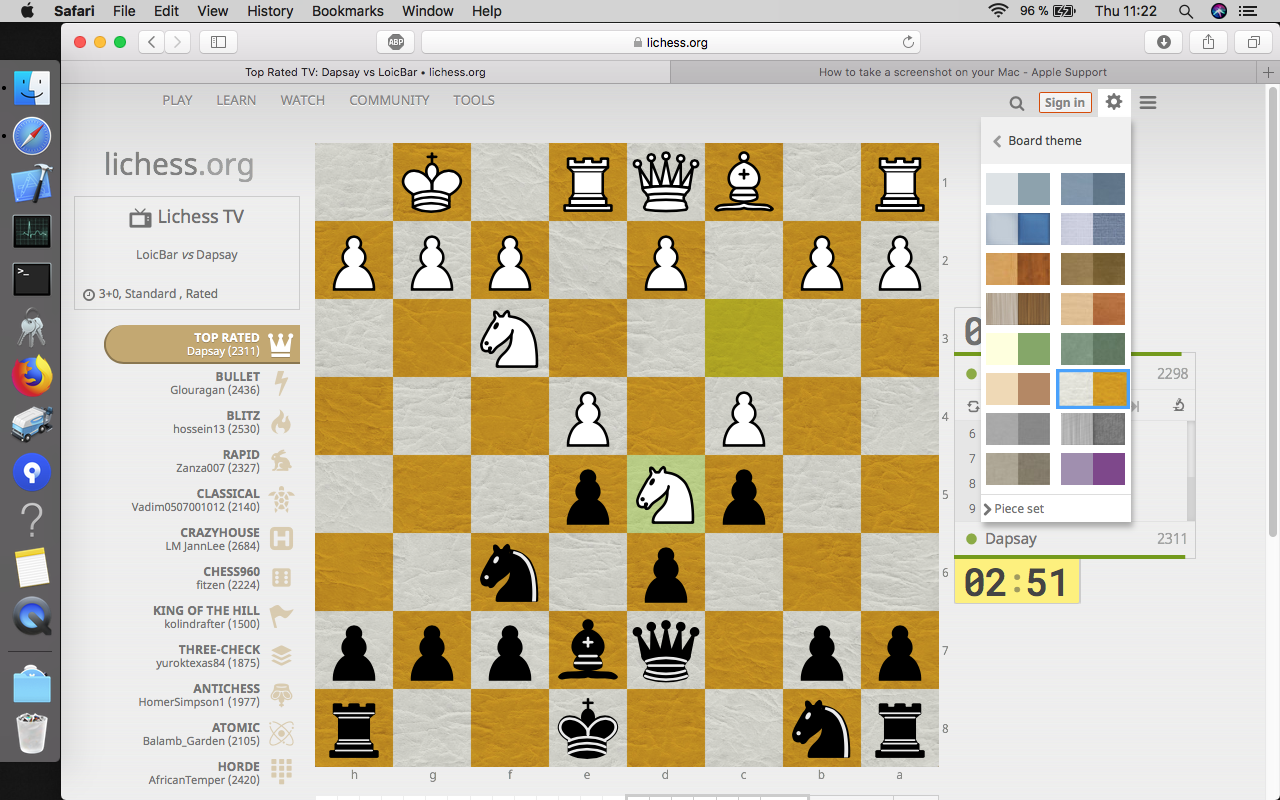 Safari File Edit View History Bookmarks Window Help 96 % Thu 11:22
ABP lichess.org
Top Rated TV: Dapsay vs LoicBar • lichess.org How to take a screenshot on your Mac - Apple Support
PLAY LEARN WATCH COMMUNITY TOOLS Sign in
Board theme
lichess.org
Lichess TV
LoicBar vs Dapsay
3+0, Standard , Rated
TOP RATED
Dapsay (2311)
BULLET
Glouragan (2436)
BLITZ
hossein13 (2530)
RAPID
Zanza007 (2327)
CLASSICAL
Vadim0507001012 (2140)
CRAZYHOUSE
LM JannLee (2684)
CHESS960
fitzen (2224)
KING OF THE HILL
kolindrafter (1500)
THREE-CHECK
yuroktexas84 (1875)
ANTICHESS
HomerSimpson1 (1977)
ATOMIC
Balamb_Garden (2105)
HORDE
AfricanTemper (2420)
1
2
3
4
5
6
7
8
h g f e d c b a
0
2298
6
7
8
9
Piece set
Dapsay 2311
02:51